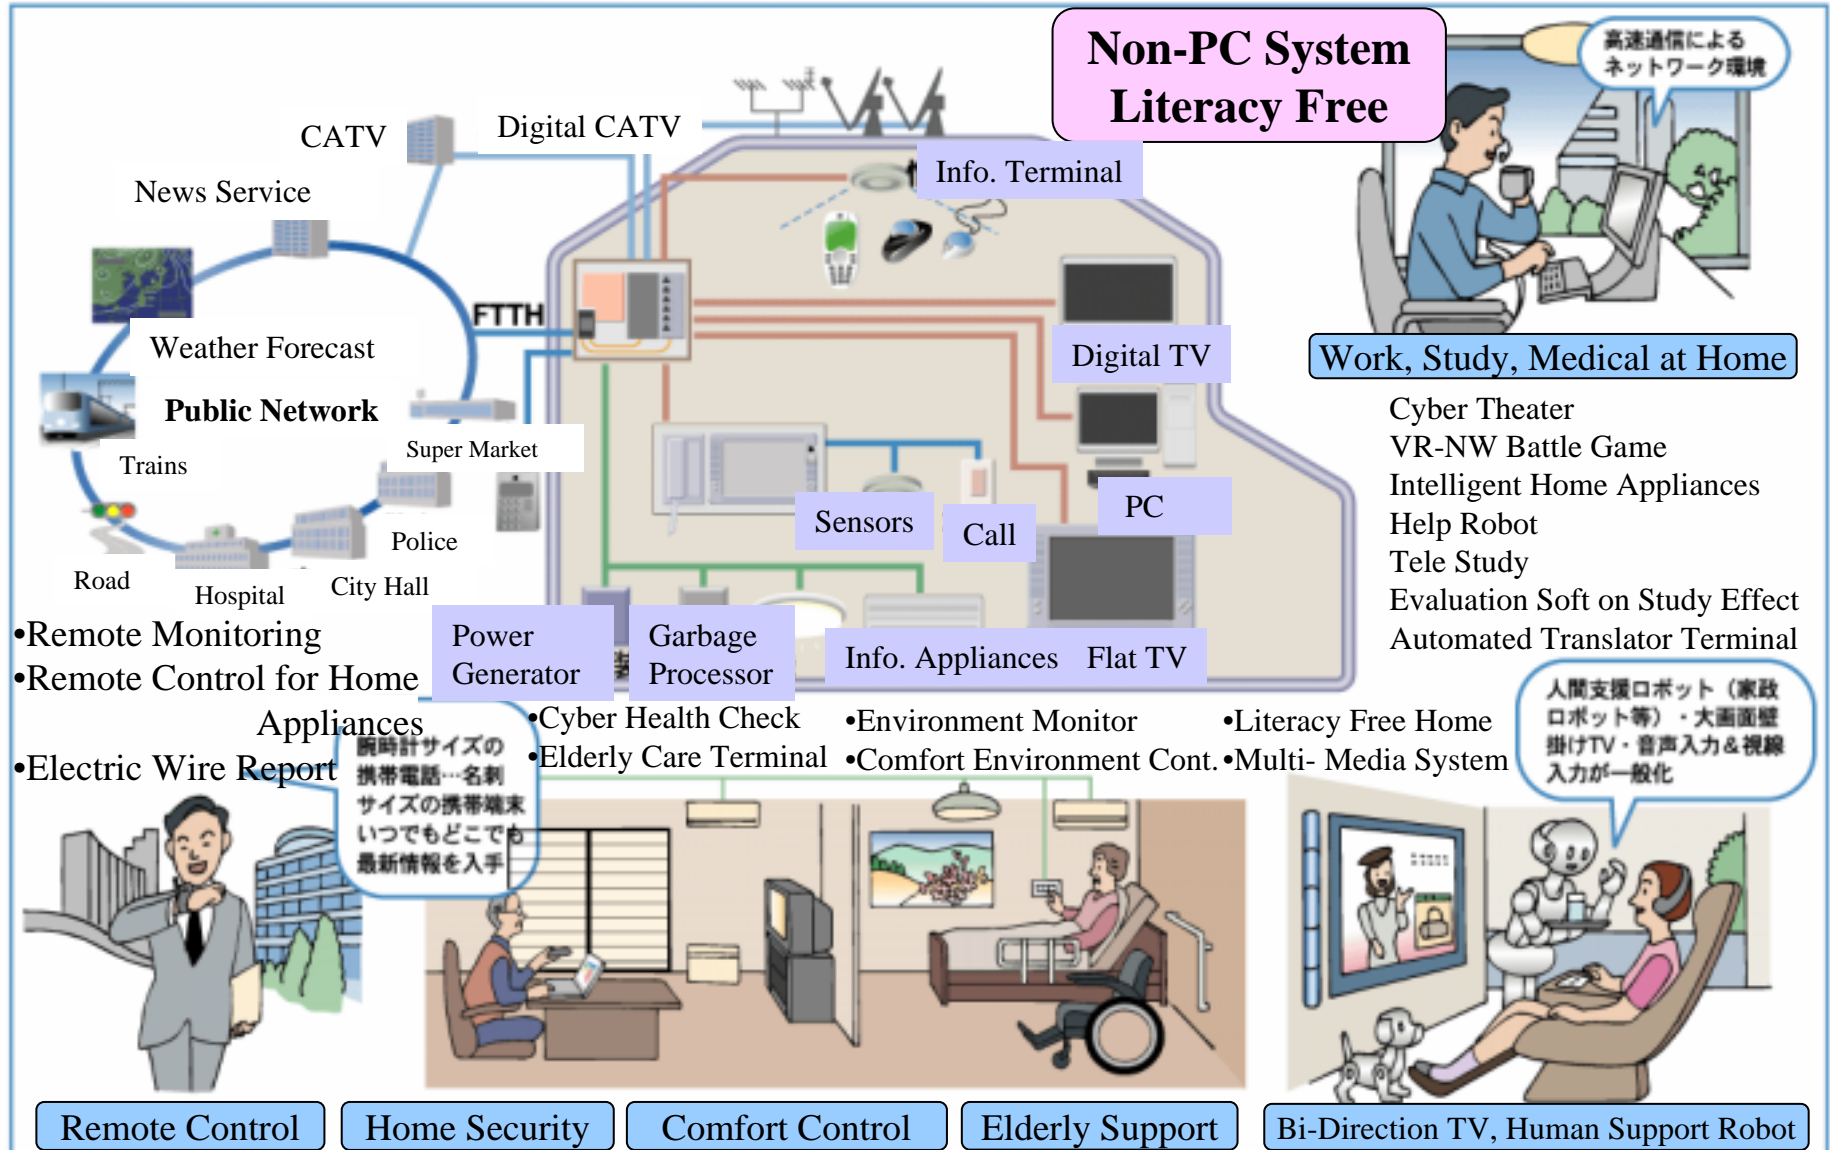 Non-PC System
Literacy Free
高速通信による
ネットワーク環境
CATV
Digital CATV
News Service
Info. Terminal
FTTH
Weather Forecast
Public Network
Trains
Super Market
Police
Road
Hospital
City Hall
Digital TV
PC
Sensors
Call
Power
Generator
Garbage
Processor
Info. Appliances
Flat TV
Work, Study, Medical at Home
Cyber Theater
VR-NW Battle Game
Intelligent Home Appliances
Help Robot
Tele Study
Evaluation Soft on Study Effect
Automated Translator Terminal
•Remote Monitoring
•Remote Control for Home
Appliances
•Electric Wire Report
•Cyber Health Check
•Elderly Care Terminal
•Environment Monitor
•Comfort Environment Cont.
•Literacy Free Home
•Multi- Media System
腕時計サイズの
携帯電話…名刺
サイズの携帯端末
いつでもどこでも
最新情報を入手
人間支援ロボット（家政
ロボット等）・大画面壁
掛けTV・音声入力＆視線
入力が一般化
Remote Control
Home Security
Comfort Control
Elderly Support
Bi-Direction TV, Human Support Robot